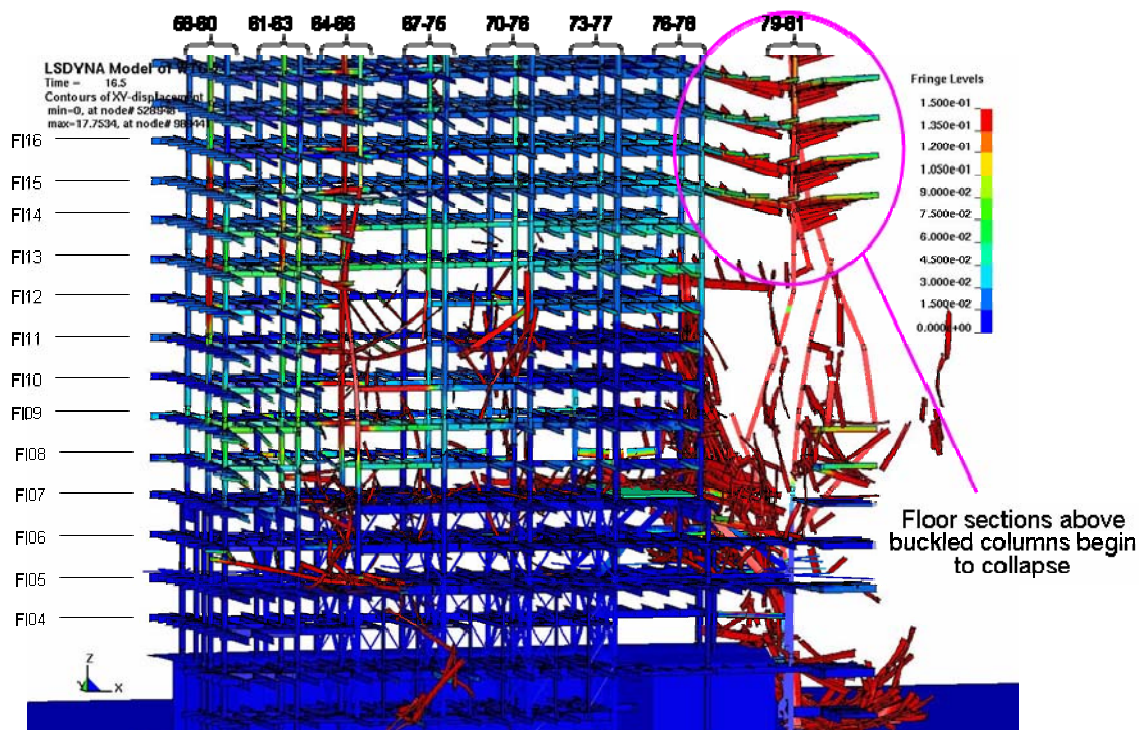 58-60 61-63 64-66 67-75 70-76 73-77 76-78 79-81
LSDYNA Model of
Time = 16.5
Contours of XY-displacement
min=0, at node# 528948
max=17.7534, at node#
Fringe Levels
1.500e-01
1.350e-01
1.200e-01
1.050e-01
9.000e-02
7.500e-02
6.000e-02
4.500e-02
3.000e-02
1.500e-02
0.000e+00
Fl16
Fl15
Fl14
Fl13
Fl12
Fl11
Fl10
Fl09
Fl08
Fl07
Fl06
Fl05
Fl04
Floor sections above
buckled columns begin
to collapse
Z
Y
X